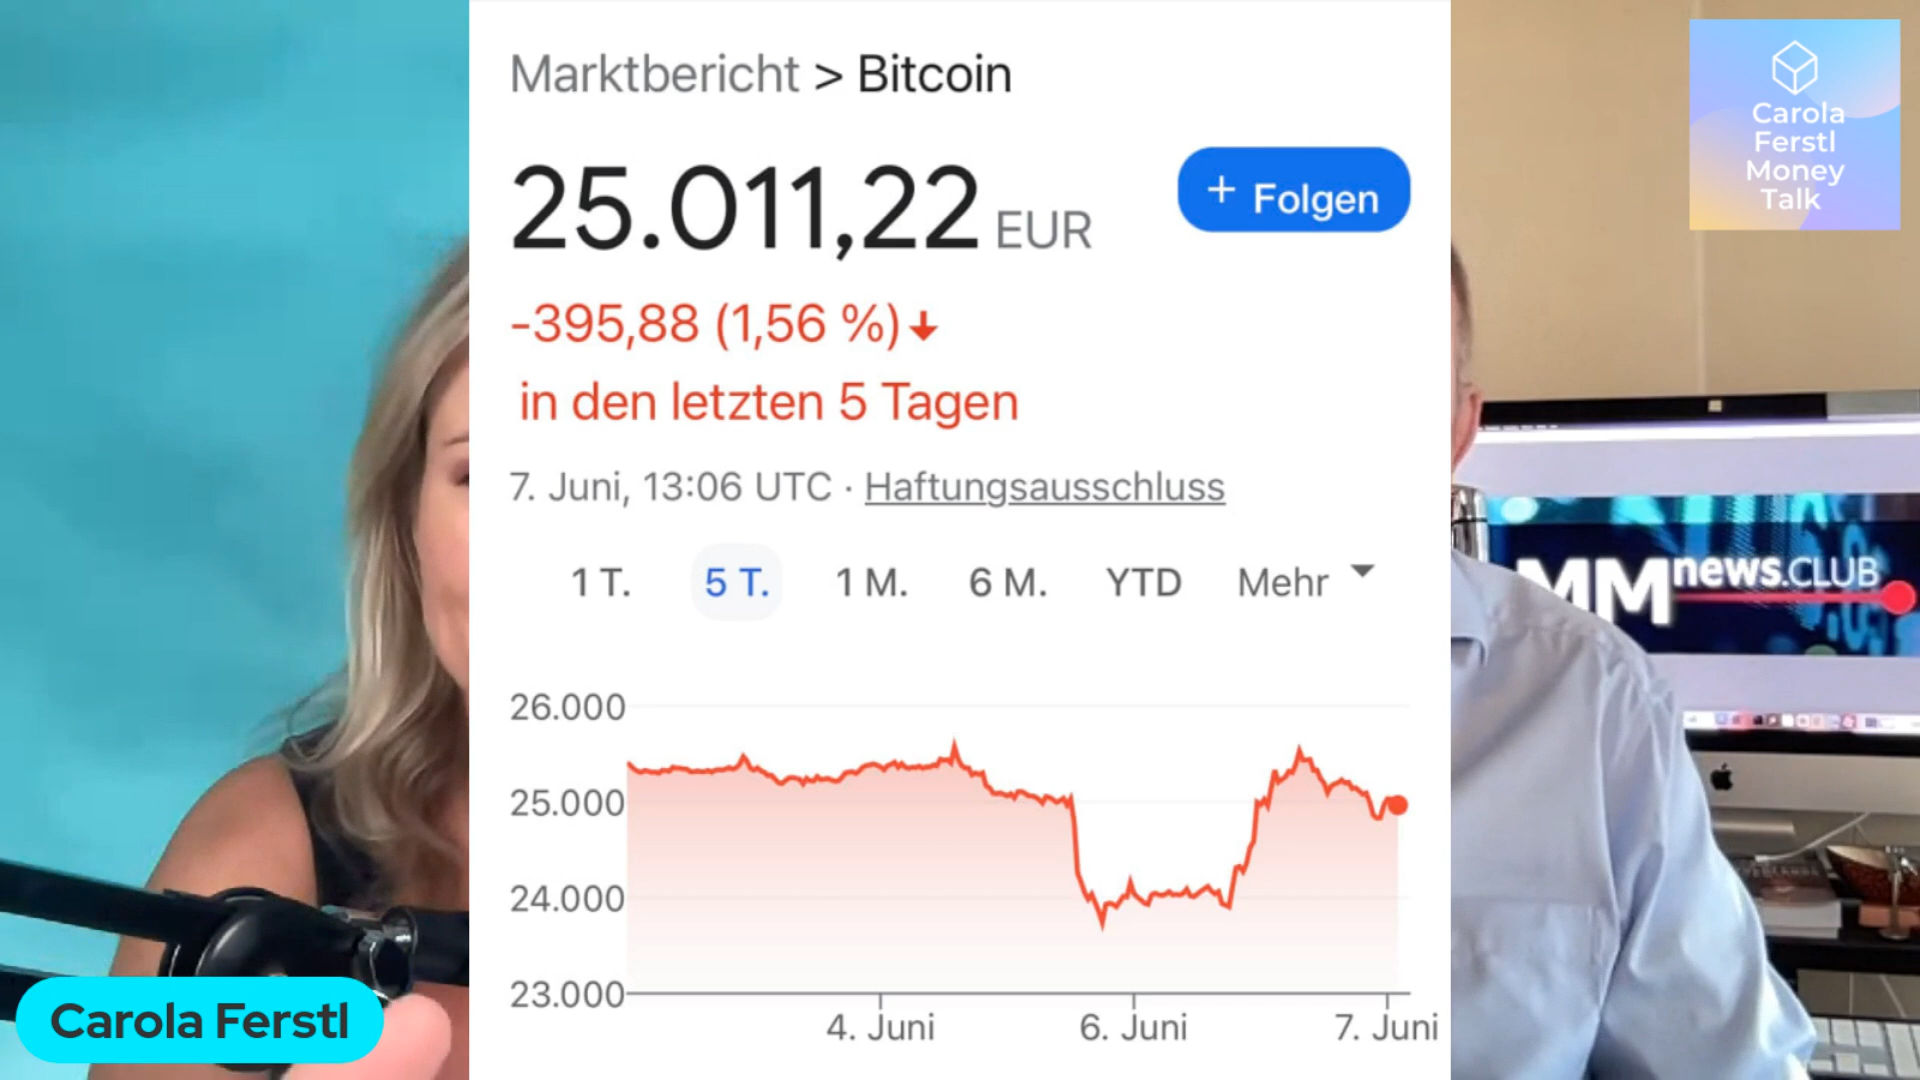 Marktbericht > Bitcoin
25.011,22 EUR
+ Folgen
-395,88 (1,56 %)↓
in den letzten 5 Tagen
7. Juni, 13:06 UTC · Haftungsausschluss
1 T. 5 T. 1 M. 6 M. YTD Mehr
26.000
25.000
24.000
23.000
4. Juni 6. Juni 7. Juni
Carola Ferstl
Carola
Ferstl
Money
Talk
MMnews.CLUB